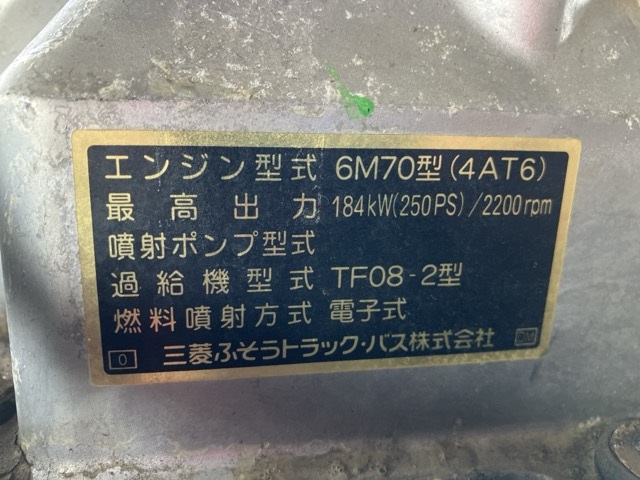 エンジン型式 6M70型(4AT6)
最高出力 184kW(250PS)/2200rpm
噴射ポンプ型式
過給機型式 TF08-2型
燃料噴射方式 電子式
0 三菱ふそうトラック・バス株式会社